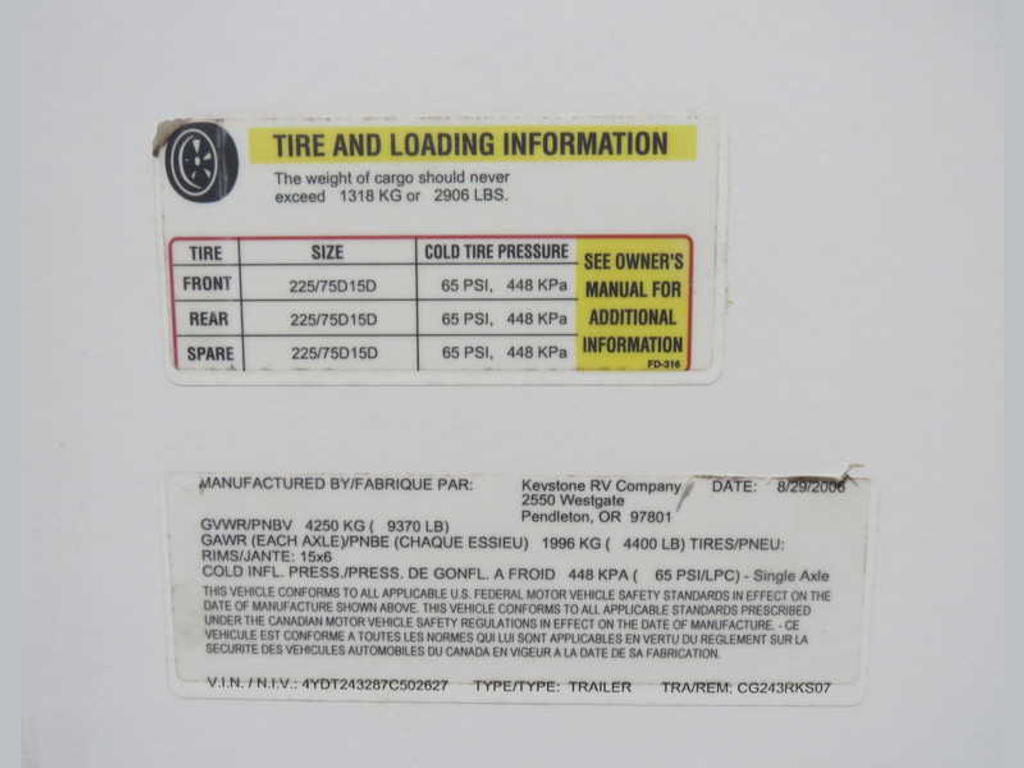 TIRE AND LOADING INFORMATION
The weight of cargo should never
exceed 1318 KG or 2906 LBS.
TIRE SIZE COLD TIRE PRESSURE SEE OWNER'S
FRONT 225/75D15D 65 PSI, 448 KPa MANUAL FOR
REAR 225/75D15D 65 PSI, 448 KPa ADDITIONAL
SPARE 225/75D15D 65 PSI, 448 KPa INFORMATION
FD-316
MANUFACTURED BY/FABRIQUE PAR: Keystone RV Company DATE: 8/29/2006
2550 Westgate
Pendleton, OR 97801
GVWR/PNBV 4250 KG ( 9370 LB)
GAWR (EACH AXLE)/PNBE (CHAQUE ESSIEU) 1996 KG ( 4400 LB) TIRES/PNEU:
RIMS/JANTE: 15x6
COLD INFL. PRESS./PRESS. DE GONFL. A FROID 448 KPA ( 65 PSI/LPC) - Single Axle
THIS VEHICLE CONFORMS TO ALL APPLICABLE U.S. FEDERAL MOTOR VEHICLE SAFETY STANDARDS IN EFFECT ON THE
DATE OF MANUFACTURE SHOWN ABOVE. THIS VEHICLE CONFORMS TO ALL APPLICABLE STANDARDS PRESCRIBED
UNDER THE CANADIAN MOTOR VEHICLE SAFETY REGULATIONS IN EFFECT ON THE DATE OF MANUFACTURE. - CE
VEHICULE EST CONFORME A TOUTES LES NORMES QUI LUI SONT APPLICABLES EN VERTU DU REGLEMENT SUR LA
SECURITE DES VEHICULES AUTOMOBILES DU CANADA EN VIGEUR A LA DATE DE SA FABRICATION.
V.I.N. / N.I.V.: 4YDT243287C502627 TYPE/TYPE: TRAILER TRA/REM: CG243RKS07